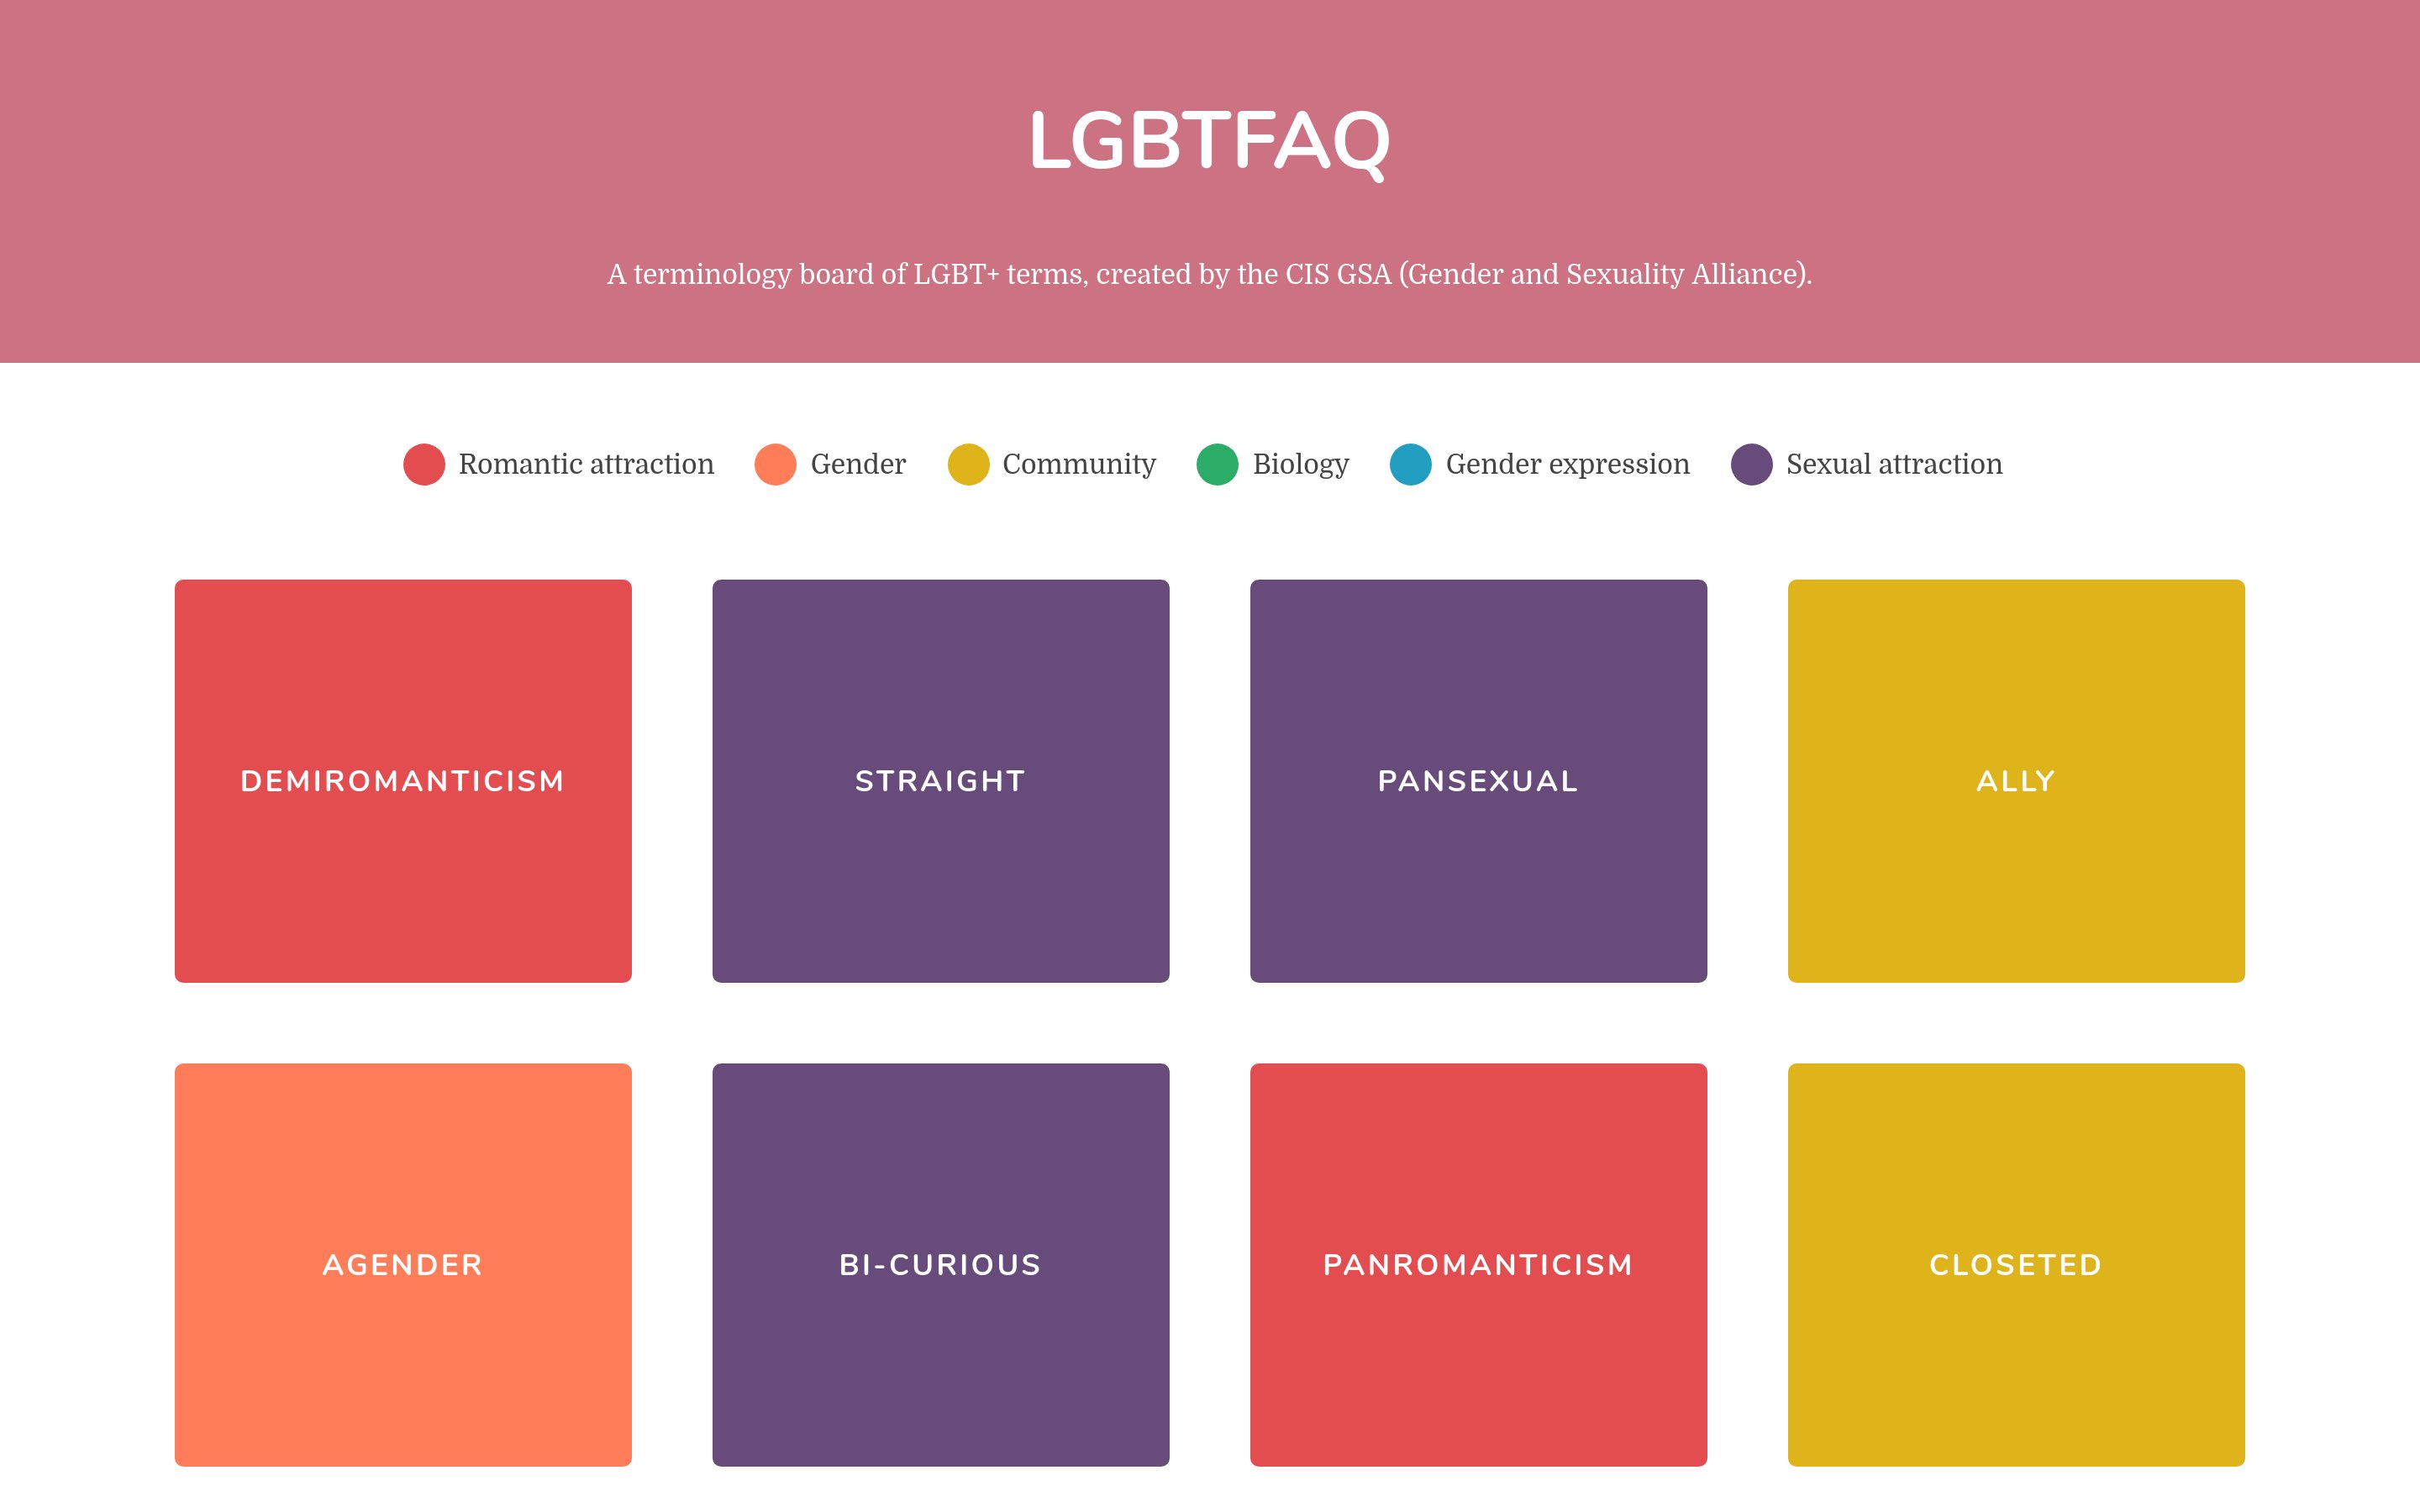 LGBTFAQ
A terminology board of LGBT+ terms, created by the CIS GSA (Gender and Sexuality Alliance).
Romantic attraction
Gender
Community
Biology
Gender expression
Sexual attraction
DEMIROMANTICISM
STRAIGHT
PANSEXUAL
ALLY
AGENDER
BI-CURIOUS
PANROMANTICISM
CLOSETED